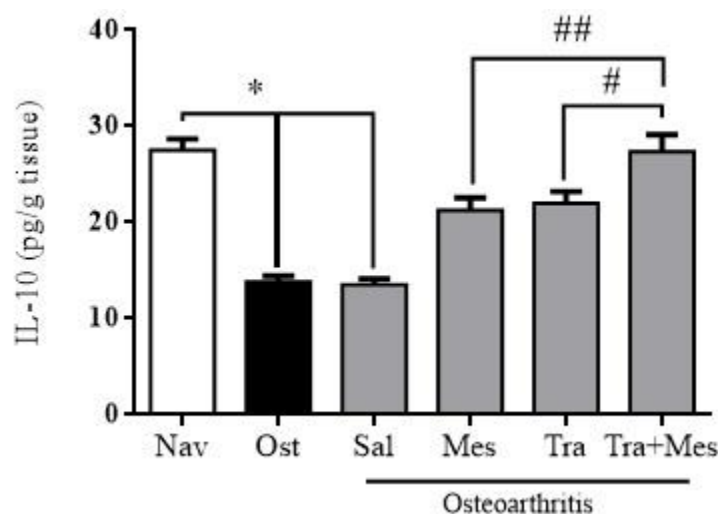 40
##
#
*
30
20
10
0
IL-10 (pg/g tissue)
Nav Ost Sal Mes Tra Tra+Mes
Osteoarthritis